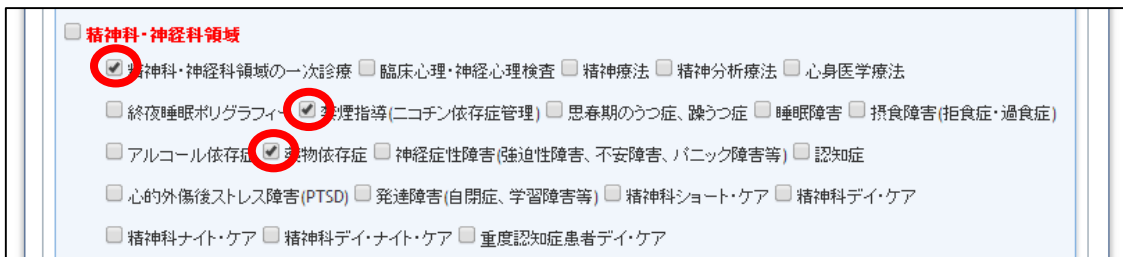 精神科・神経科領域
精神科・神経科領域の一次診療 臨床心理・神経心理検査 精神療法 精神分析療法 心身医学療法
終夜睡眠ポリグラフィー 禁煙指導(ニコチン依存症管理) 思春期のうつ症、躁うつ症 睡眠障害 摂食障害(拒食症・過食症)
アルコール依存症 薬物依存症 神経症性障害(強迫性障害、不安障害、パニック障害等) 認知症
心的外傷後ストレス障害(PTSD) 発達障害(自閉症、学習障害等) 精神科ショート・ケア 精神科デイ・ケア
精神科ナイト・ケア 精神科デイ・ナイト・ケア 重度認知症患者デイ・ケア